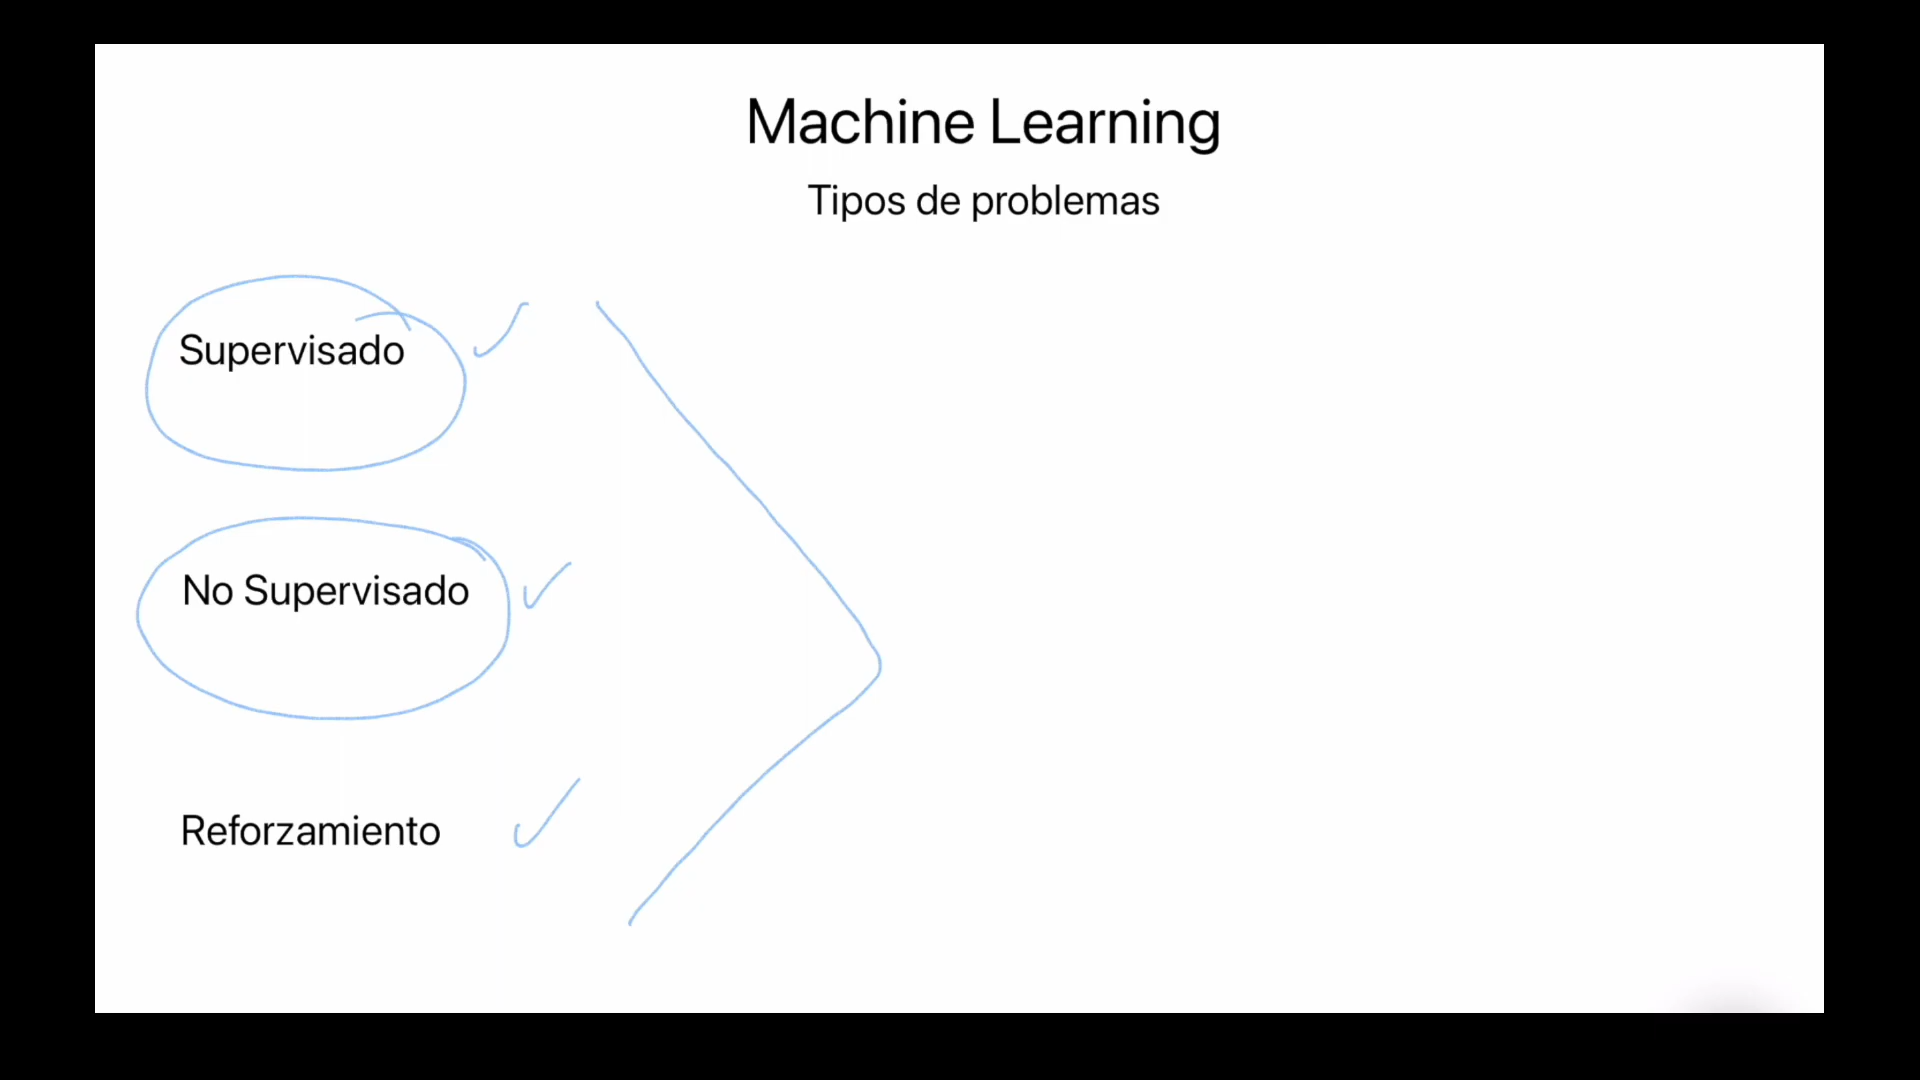 Machine Learning
Tipos de problemas
Supervisado
No Supervisado
Reforzamiento